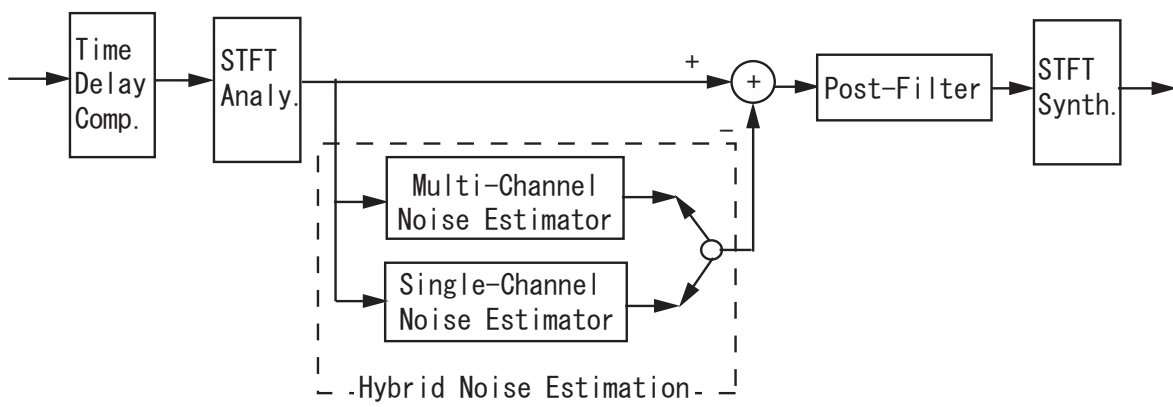 Time
Delay
Comp.
STFT
Analy.
+
+
−
Post-Filter
STFT
Synth.
Multi-Channel
Noise Estimator
Single-Channel
Noise Estimator
Hybrid Noise Estimation